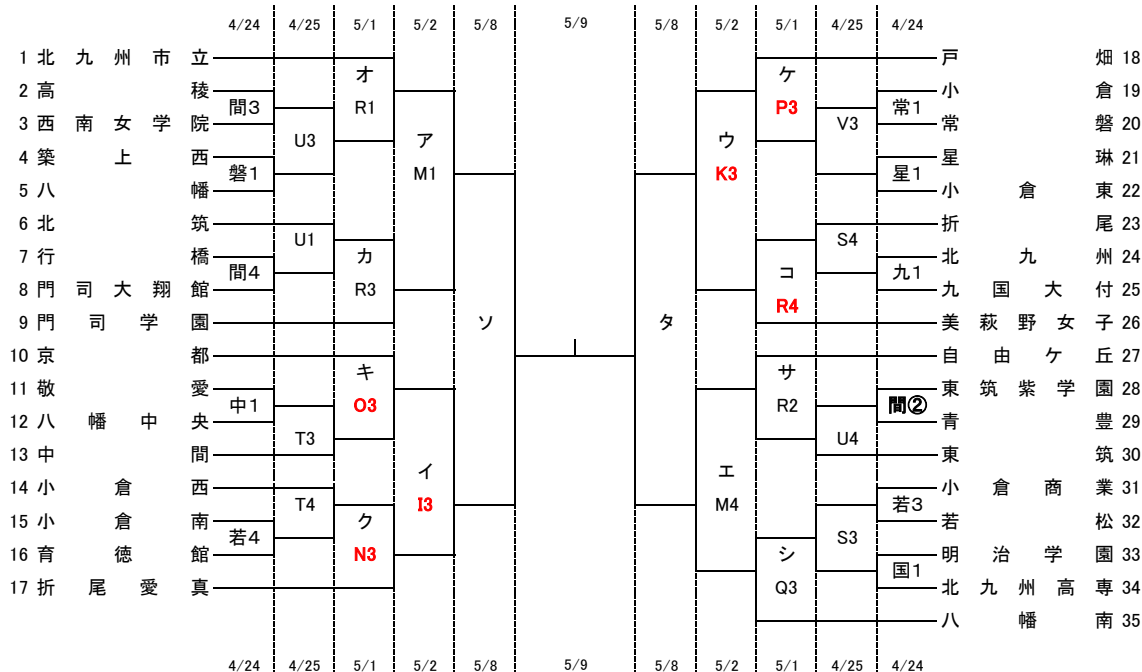 4/24 4/25 5/1 5/2 5/8 5/9 5/8 5/2 5/1 4/25 4/24
1 北九州市立 戸畑 18
オ ケ
2 高稜 小倉 19
間3 R1 P3 常1
3 西南女学院 V3 常磐 20
U3 ア ウ
4 築上西 星琳 21
磐1 M1 K3 星1
5 八幡 小倉東 22
6 北筑 折尾 23
U1 S4
7 行橋 カ 北九州 24
間4 コ 九1
8 門司大翔館 R3 九国大付 25
R4
9 門司学園 ソ タ 美萩野女子 26
10 京都 自由ケ丘 27
キ サ
11 敬愛 東筑紫学園 28
中1 O3 R2 間②
12 八幡中央 青豊 29
T3 U4
13 中間 東筑 30
イ エ
14 小倉西 小倉商業 31
T4 I3 M4 若3
15 小倉南 ク 若松 32
若4 S3
16 育徳館 N3 シ 明治学園 33
国1
17 折尾愛真 Q3 北九州高専 34
八幡南 35
4/24 4/25 5/1 5/2 5/8 5/9 5/8 5/2 5/1 4/25 4/24